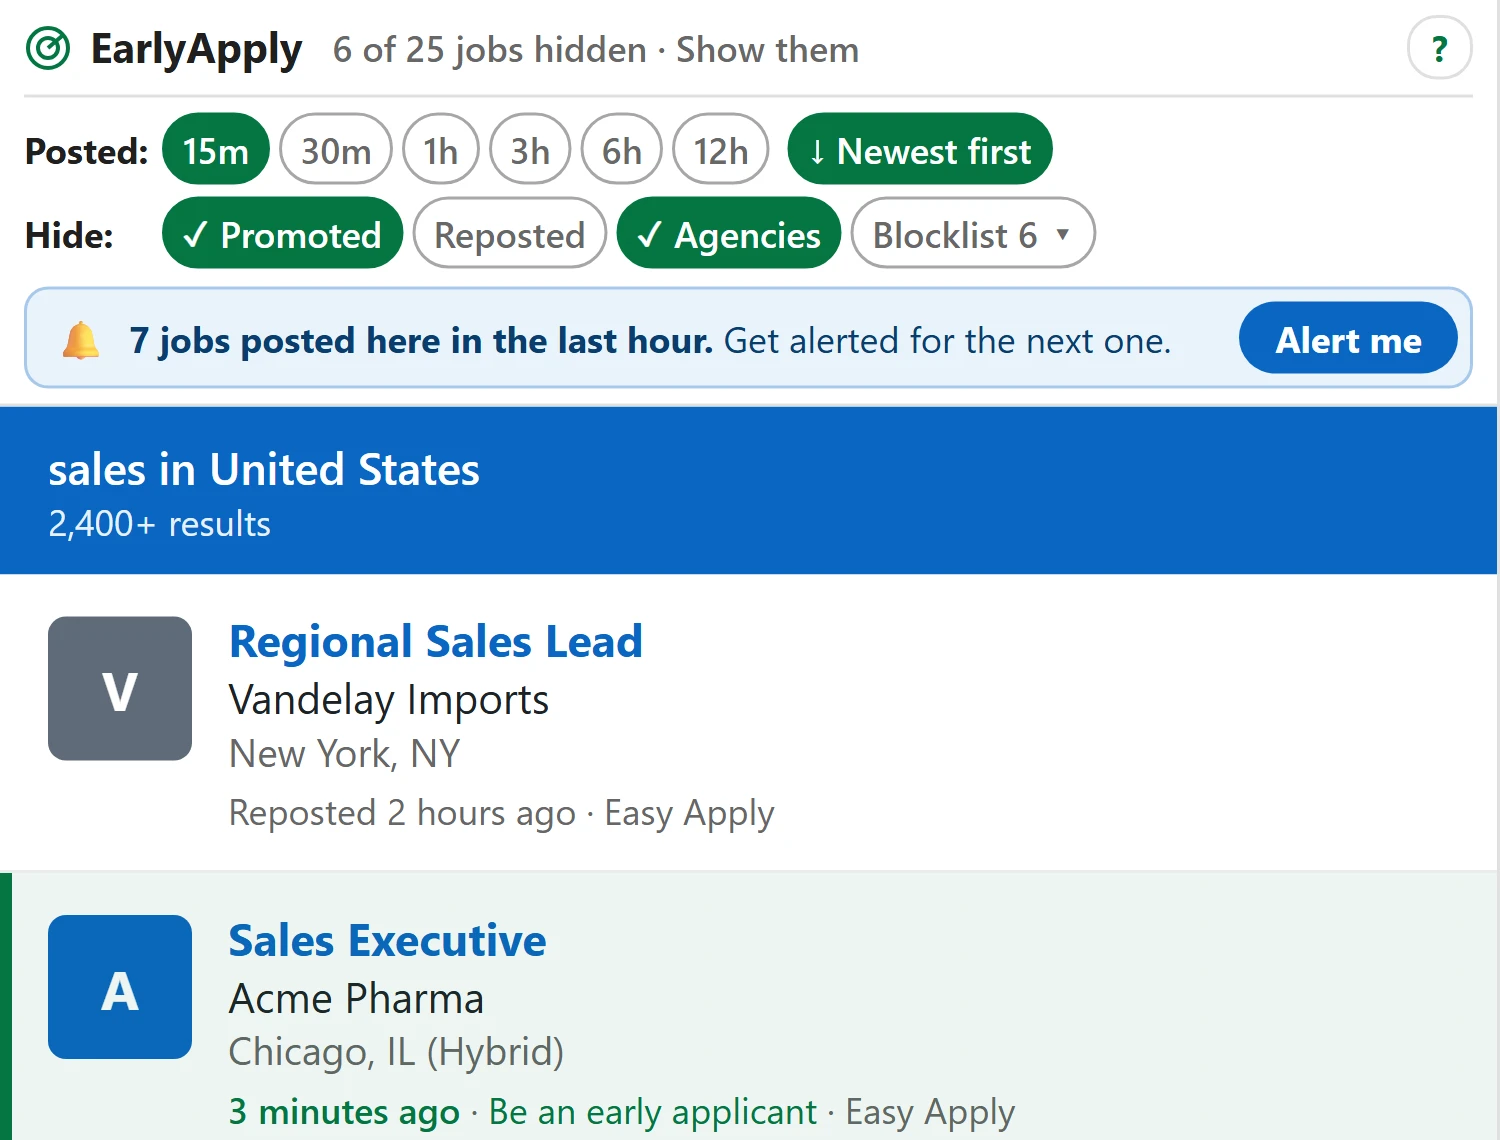 EarlyApply 6 of 25 jobs hidden · Show them ?
Posted: 15m 30m 1h 3h 6h 12h ↓ Newest first
Hide: ✓ Promoted Reposted ✓ Agencies Blocklist 6 ▼
7 jobs posted here in the last hour. Get alerted for the next one. Alert me
sales in United States
2,400+ results
V
Regional Sales Lead
Vandelay Imports
New York, NY
Reposted 2 hours ago · Easy Apply
A
Sales Executive
Acme Pharma
Chicago, IL (Hybrid)
3 minutes ago · Be an early applicant · Easy Apply